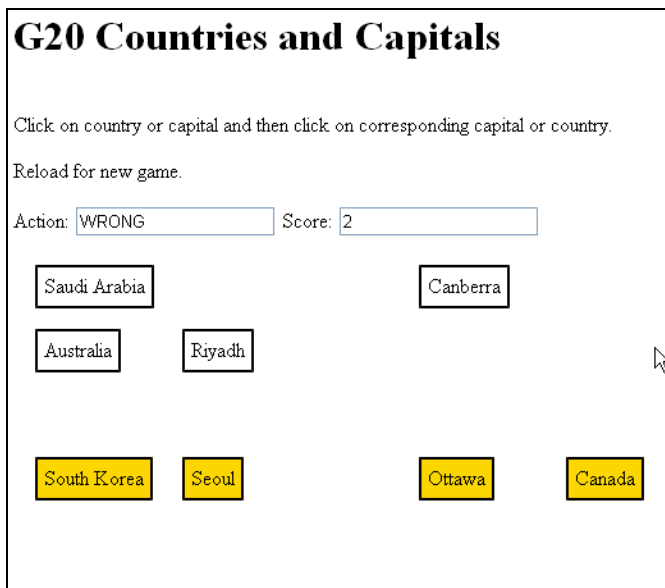 G20 Countries and Capitals
Click on country or capital and then click on corresponding capital or country.
Reload for new game.
Action: WRONG Score: 2
Saudi Arabia Canberra
Australia Riyadh
South Korea Seoul Ottawa Canada